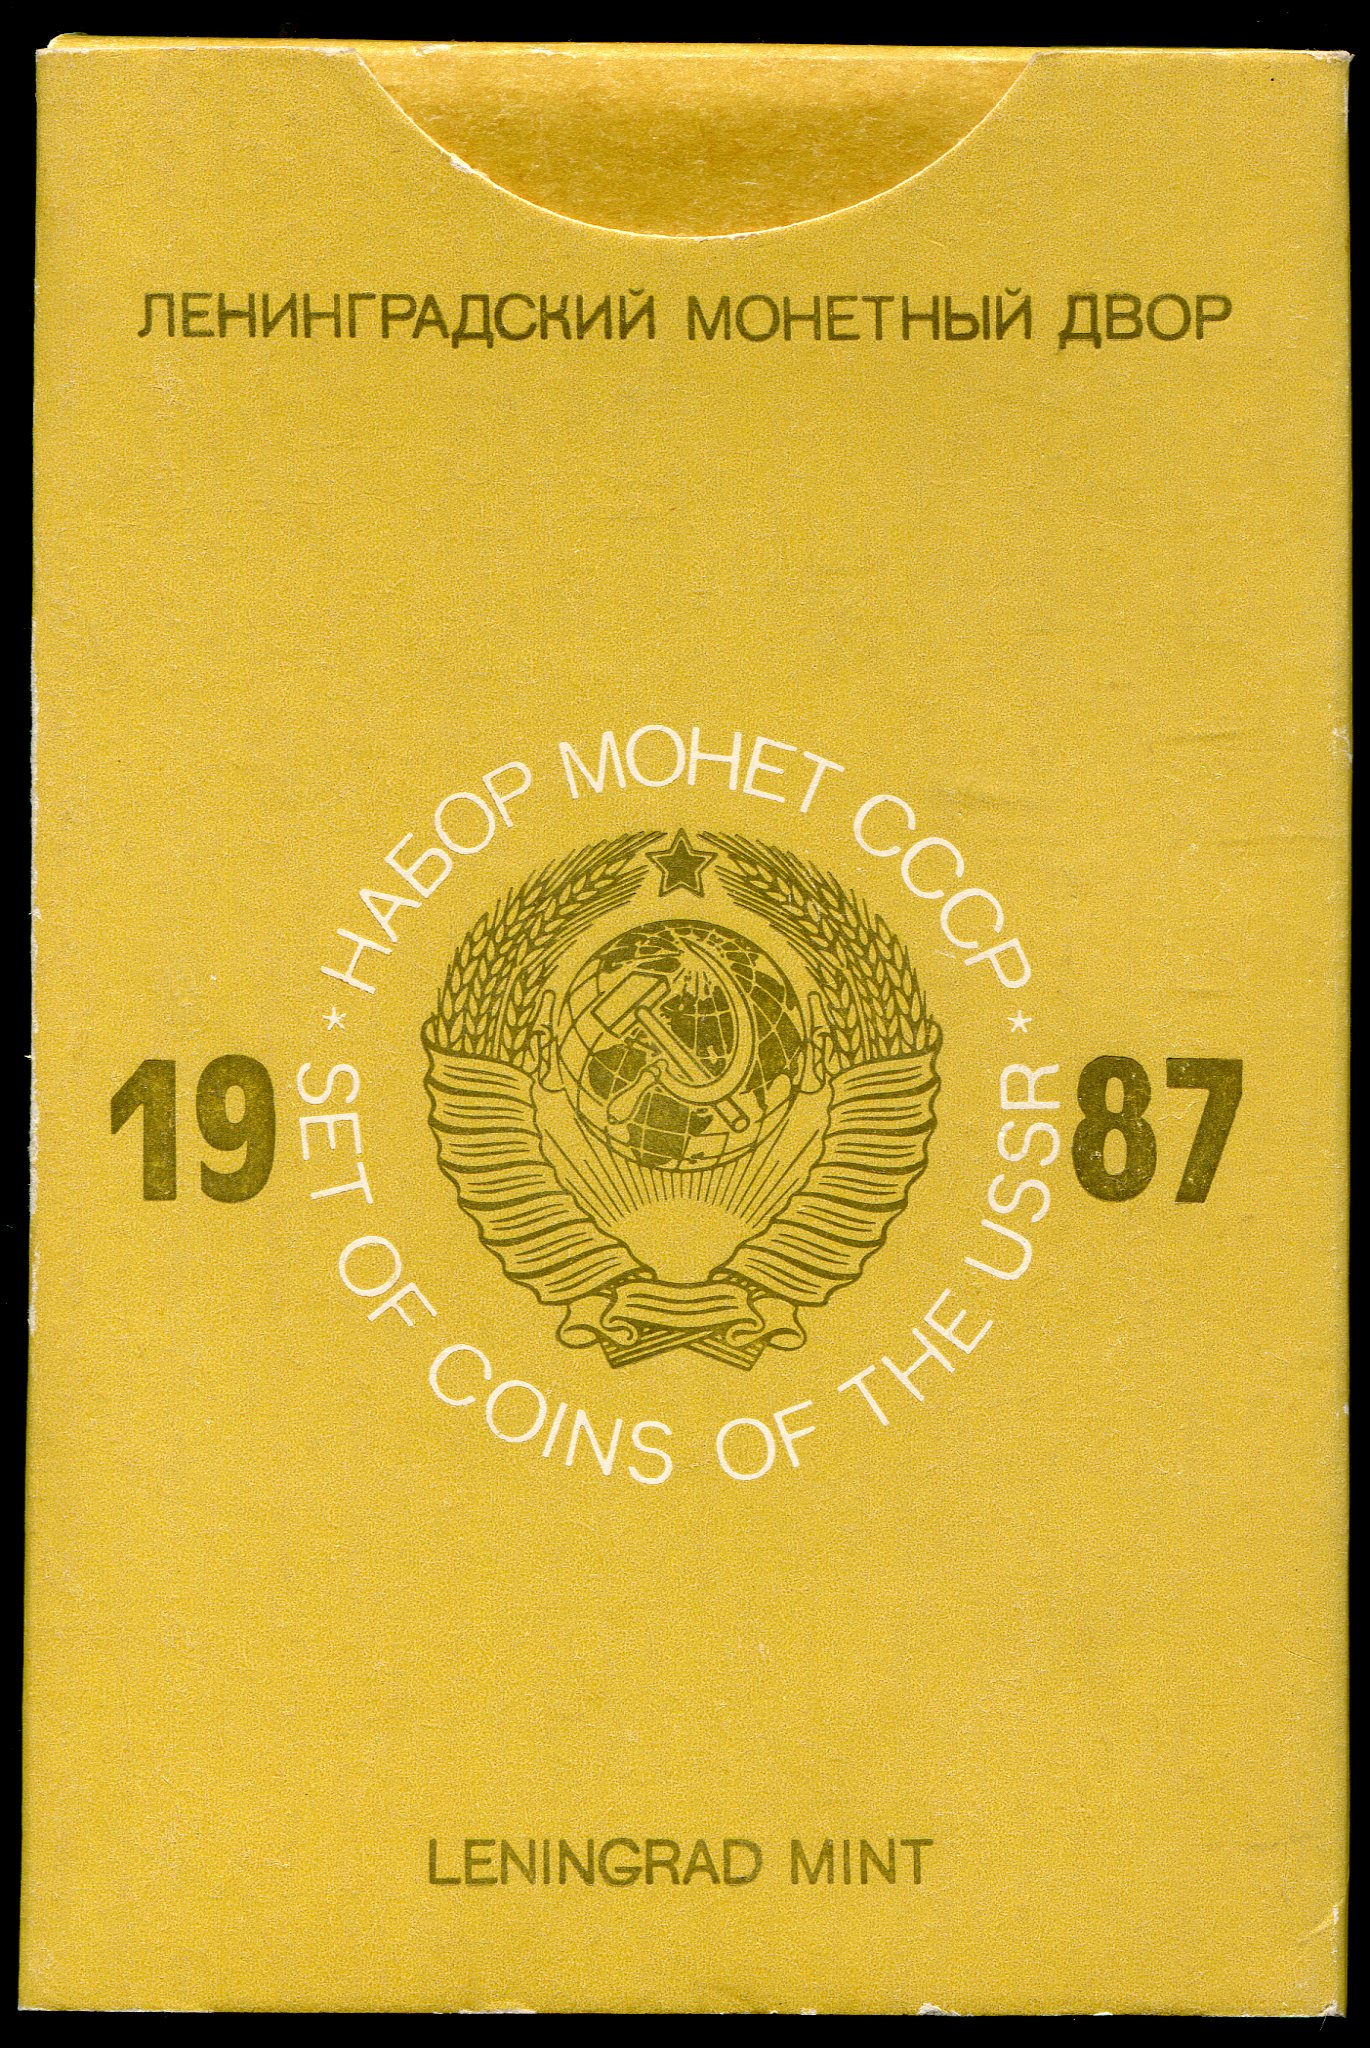 ЛЕНИНГРАДСКИЙ МОНЕТНЫЙ ДВОР
* НАБОР МОНЕТ СССР *
19 87
SET OF COINS OF THE USSR
LENINGRAD MINT